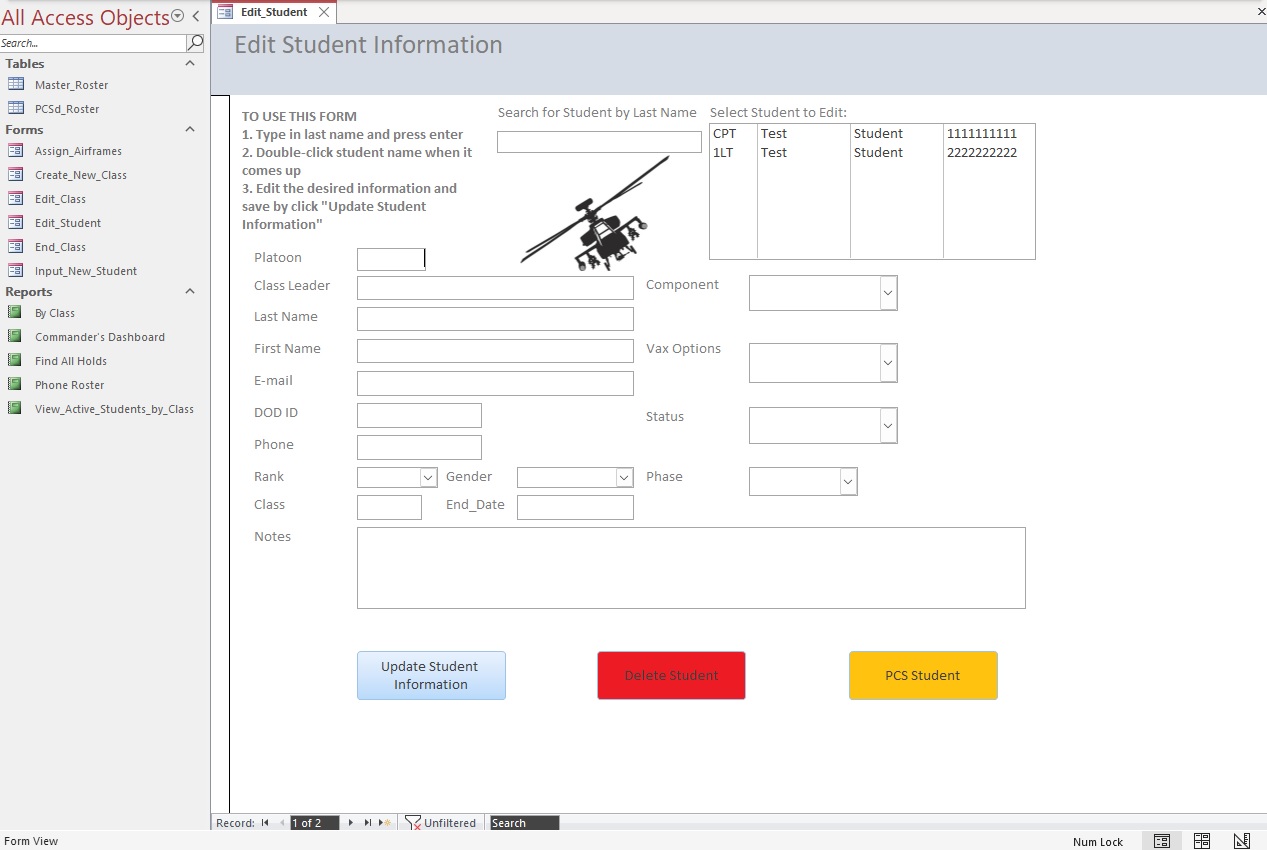 All Access Objects
Search...
Tables
Master_Roster
PCSd_Roster
Forms
Assign_Airframes
Create_New_Class
Edit_Class
Edit_Student
End_Class
Input_New_Student
Reports
By Class
Commander's Dashboard
Find All Holds
Phone Roster
View_Active_Students_by_Class
Edit_Student
Edit Student Information
TO USE THIS FORM
1. Type in last name and press enter
2. Double-click student name when it
comes up
3. Edit the desired information and
save by click "Update Student
Information"
Search for Student by Last Name
Select Student to Edit:
CPT Test Student 1111111111
1LT Test Student 2222222222
Platoon
Class Leader
Component
Last Name
First Name
Vax Options
E-mail
DOD ID
Status
Phone
Rank
Gender
Phase
Class
End_Date
Notes
Update Student
Information
Delete Student
PCS Student
Record:
1 of 2
Unfiltered
Search
Form View
Num Lock